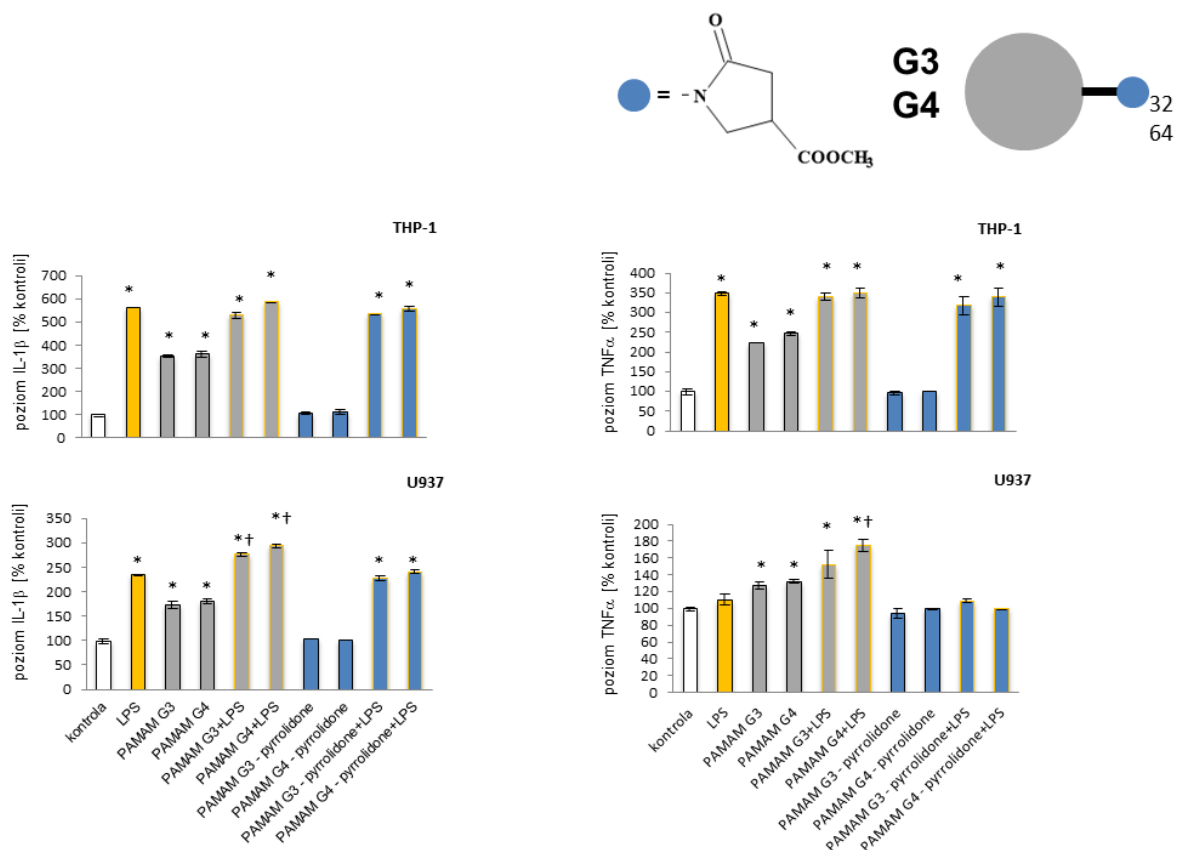 O
N
COOCH3
=
G3
G4
32
64
THP-1
poziom IL-1β [% kontroli]
700
600
500
400
300
200
100
0
* * * * * * *
THP-1
poziom TNFα [% kontroli]
400
350
300
250
200
150
100
50
0
* * * * * * *
U937
poziom IL-1β [% kontroli]
350
300
250
200
150
100
50
0
* * * *† *† * *
kontrola
LPS
PAMAM G3
PAMAM G4
PAMAM G3+LPS
PAMAM G4+LPS
PAMAM G3 - pyrrolidone
PAMAM G4 - pyrrolidone
PAMAM G3 - pyrrolidone+LPS
PAMAM G4 - pyrrolidone+LPS
U937
poziom TNFα [% kontroli]
200
180
160
140
120
100
80
60
40
20
0
* * * *†
kontrola
LPS
PAMAM G3
PAMAM G4
PAMAM G3+LPS
PAMAM G4+LPS
PAMAM G3 - pyrrolidone
PAMAM G4 - pyrrolidone
PAMAM G3 - pyrrolidone+LPS
PAMAM G4 - pyrrolidone+LPS